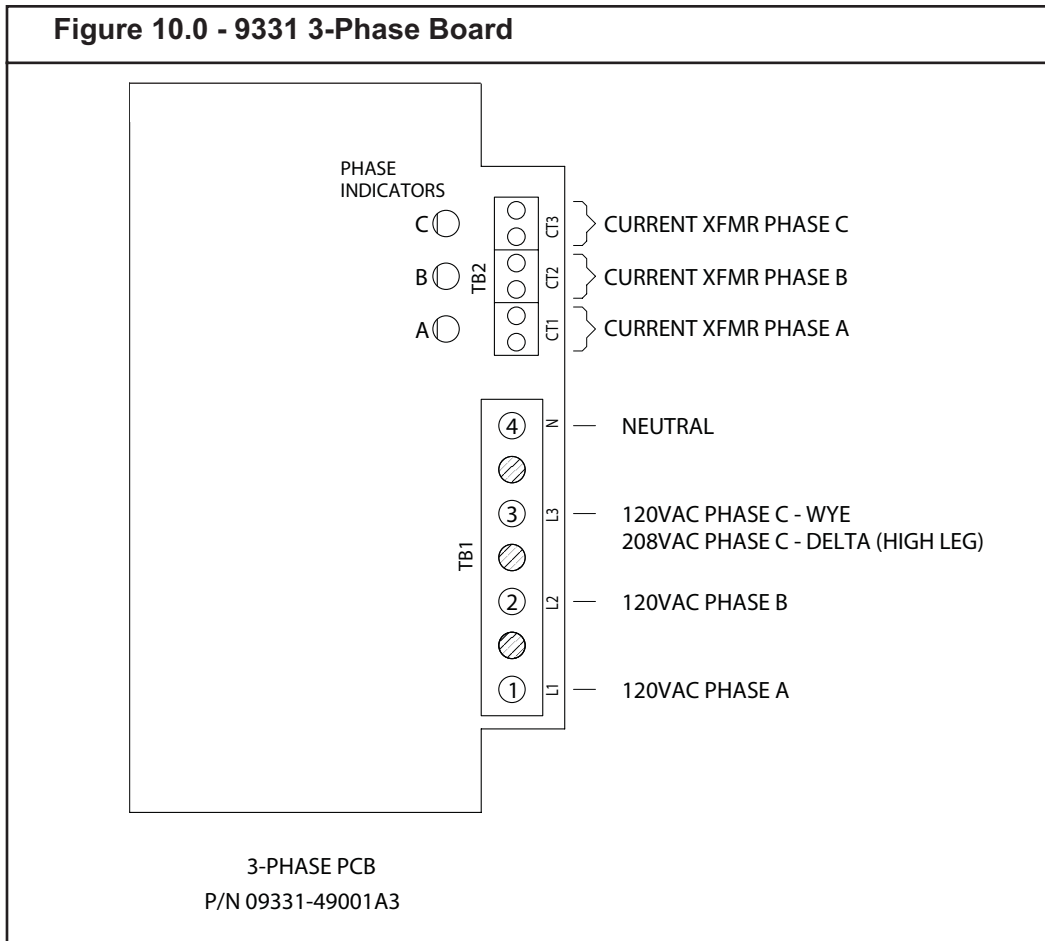 Figure 10.0 - 9331 3-Phase Board
PHASE
INDICATORS
C
B
A
TB2
CT3
CT2
CT1
CURRENT XFMR PHASE C
CURRENT XFMR PHASE B
CURRENT XFMR PHASE A
TB1
4 N NEUTRAL
3 L3 120VAC PHASE C - WYE
208VAC PHASE C - DELTA (HIGH LEG)
2 L2 120VAC PHASE B
1 L1 120VAC PHASE A
3-PHASE PCB
P/N 09331-49001A3